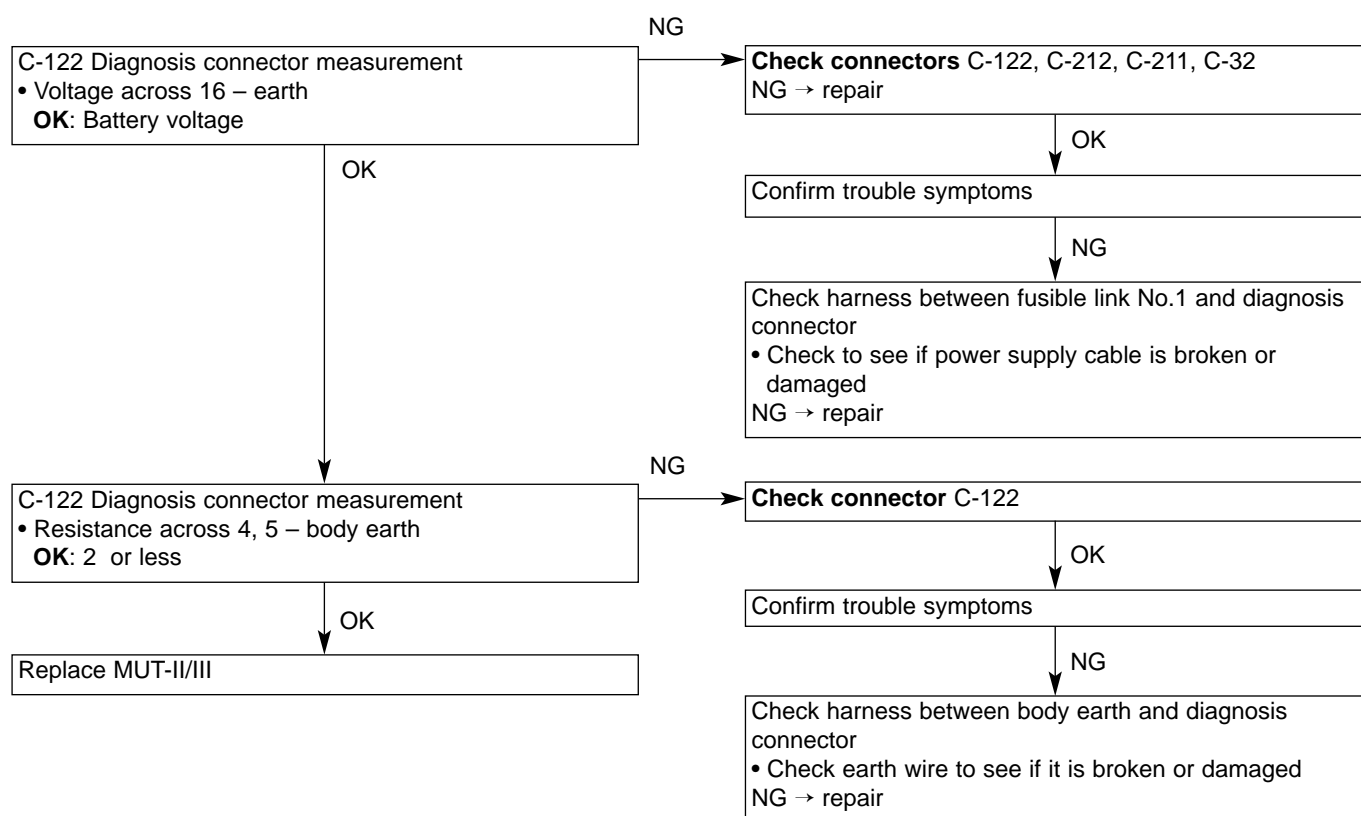 NG
C-122 Diagnosis connector measurement
• Voltage across 16 – earth
OK: Battery voltage
Check connectors C-122, C-212, C-211, C-32
NG → repair
OK
OK
Confirm trouble symptoms
NG
Check harness between fusible link No.1 and diagnosis
connector
• Check to see if power supply cable is broken or
damaged
NG → repair
NG
C-122 Diagnosis connector measurement
• Resistance across 4, 5 – body earth
OK: 2 or less
Check connector C-122
OK
OK
Confirm trouble symptoms
Replace MUT-II/III
NG
Check harness between body earth and diagnosis
connector
• Check earth wire to see if it is broken or damaged
NG → repair